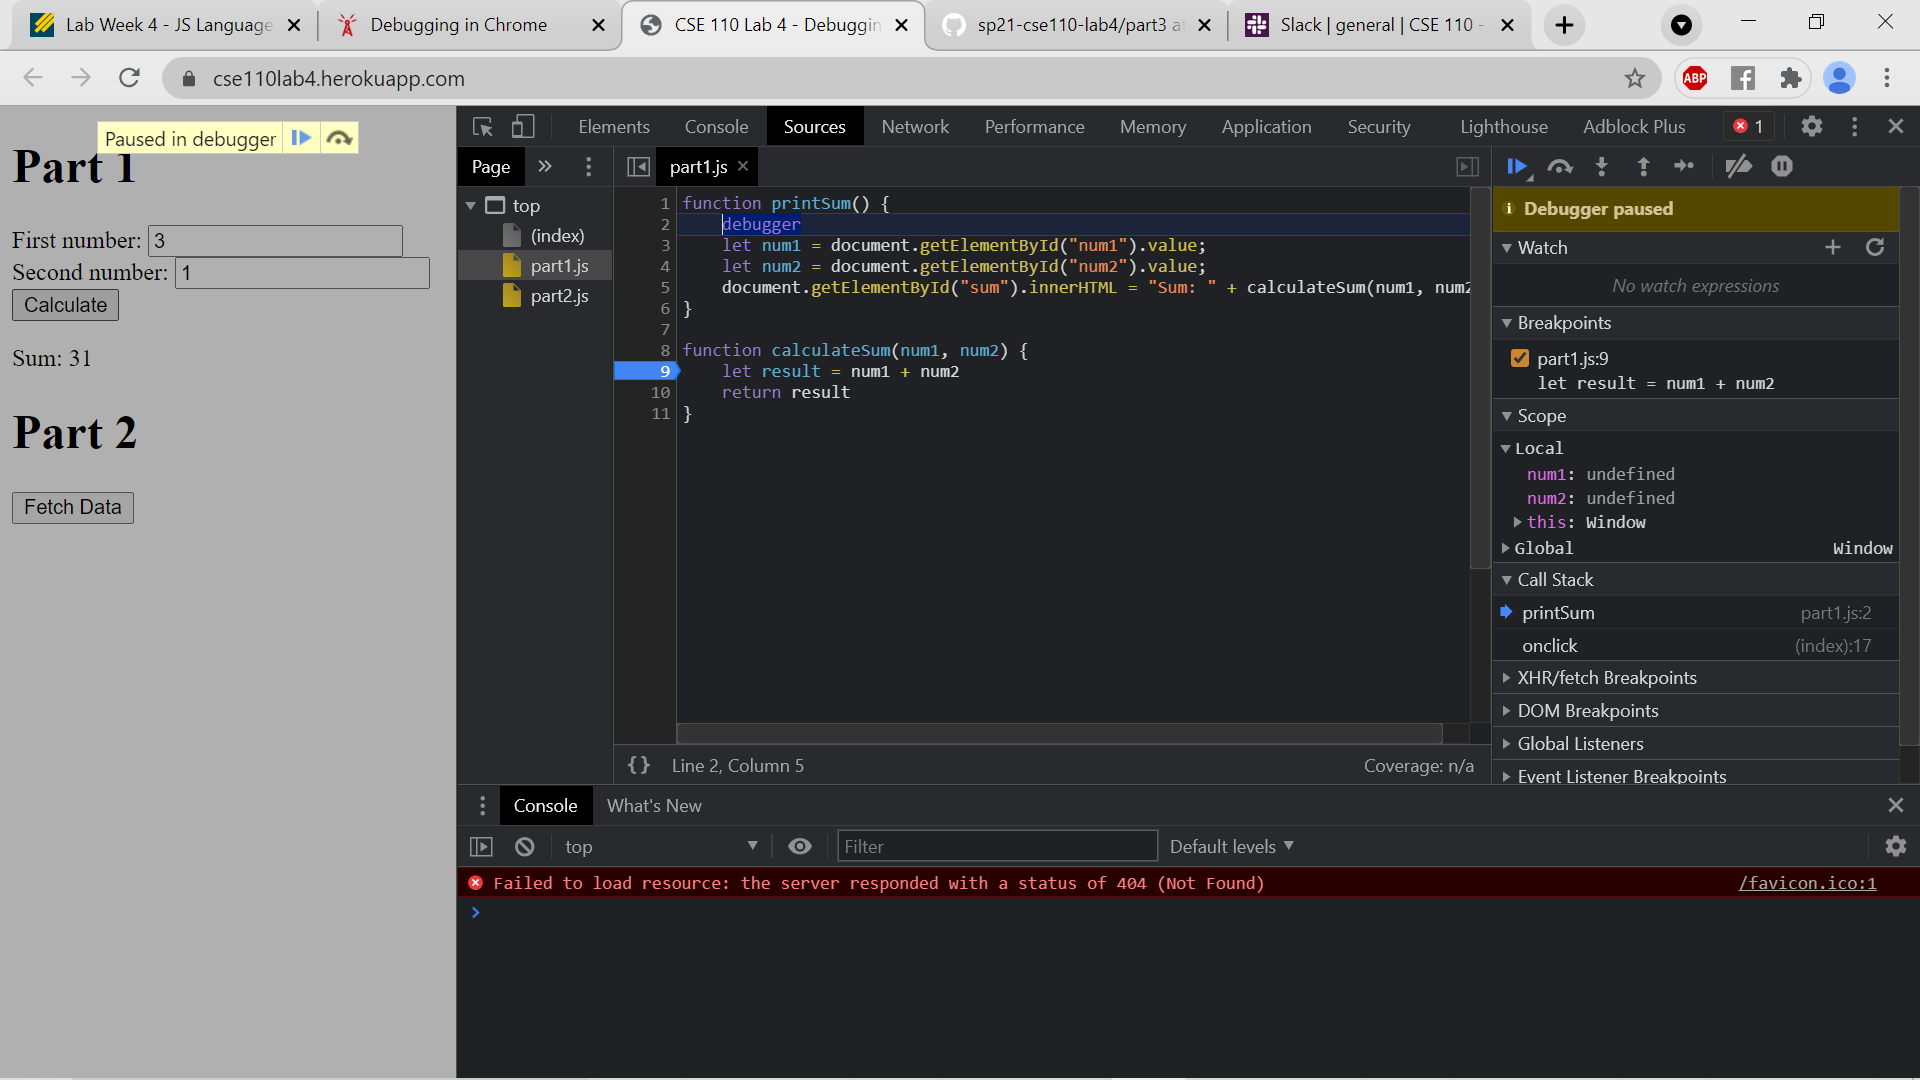 Lab Week 4 - JS Language
Debugging in Chrome
CSE 110 Lab 4 - Debuggin
sp21-cse110-lab4/part3 a
Slack | general | CSE 110 -
cse110lab4.herokuapp.com
ABP
Paused in debugger
Part 1
First number: 3
Second number: 1
Calculate
Sum: 31
Part 2
Fetch Data
Elements Console Sources Network Performance Memory Application Security Lighthouse Adblock Plus 1
Page
part1.js
top
(index)
part1.js
part2.js
1 function printSum() {
2 debugger
3 let num1 = document.getElementById("num1").value;
4 let num2 = document.getElementById("num2").value;
5 document.getElementById("sum").innerHTML = "Sum: " + calculateSum(num1, num2
6 }
7
8 function calculateSum(num1, num2) {
9 let result = num1 + num2
10 return result
11 }
{} Line 2, Column 5 Coverage: n/a
Debugger paused
Watch
No watch expressions
Breakpoints
part1.js:9
let result = num1 + num2
Scope
Local
num1: undefined
num2: undefined
this: Window
Global Window
Call Stack
printSum part1.js:2
onclick (index):17
XHR/fetch Breakpoints
DOM Breakpoints
Global Listeners
Event Listener Breakpoints
Console What's New
top Filter Default levels
Failed to load resource: the server responded with a status of 404 (Not Found) /favicon.ico:1